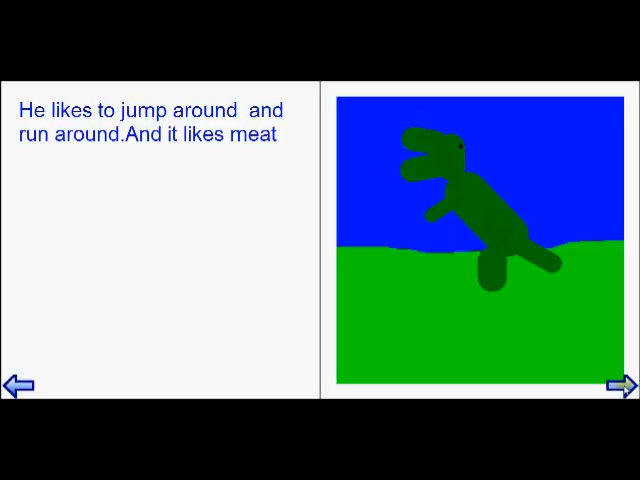 He likes to jump around  and
run around.And it likes meat